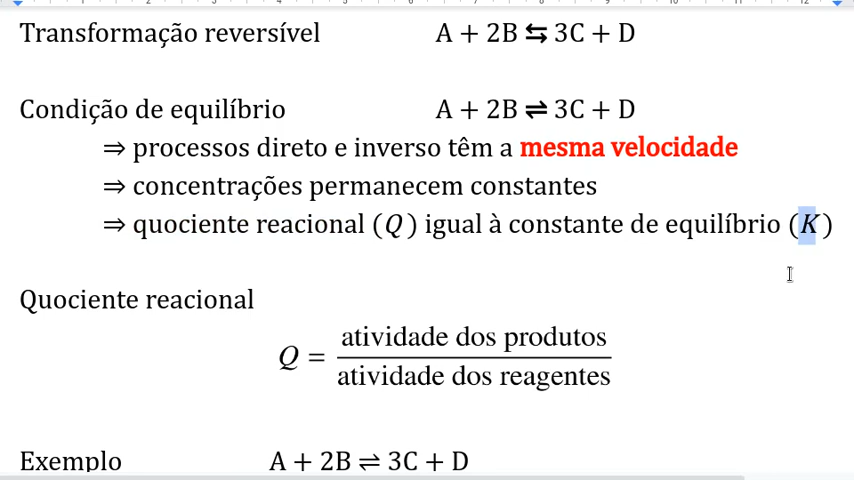 Transformação reversível A + 2B ⇆ 3C + D
Condição de equilíbrio A + 2B ⇌ 3C + D
⇒ processos direto e inverso têm a mesma velocidade
⇒ concentrações permanecem constantes
⇒ quociente reacional (Q) igual à constante de equilíbrio (K)
Quociente reacional
atividade dos produtos
Q =
atividade dos reagentes
Exemplo A + 2B ⇌ 3C + D